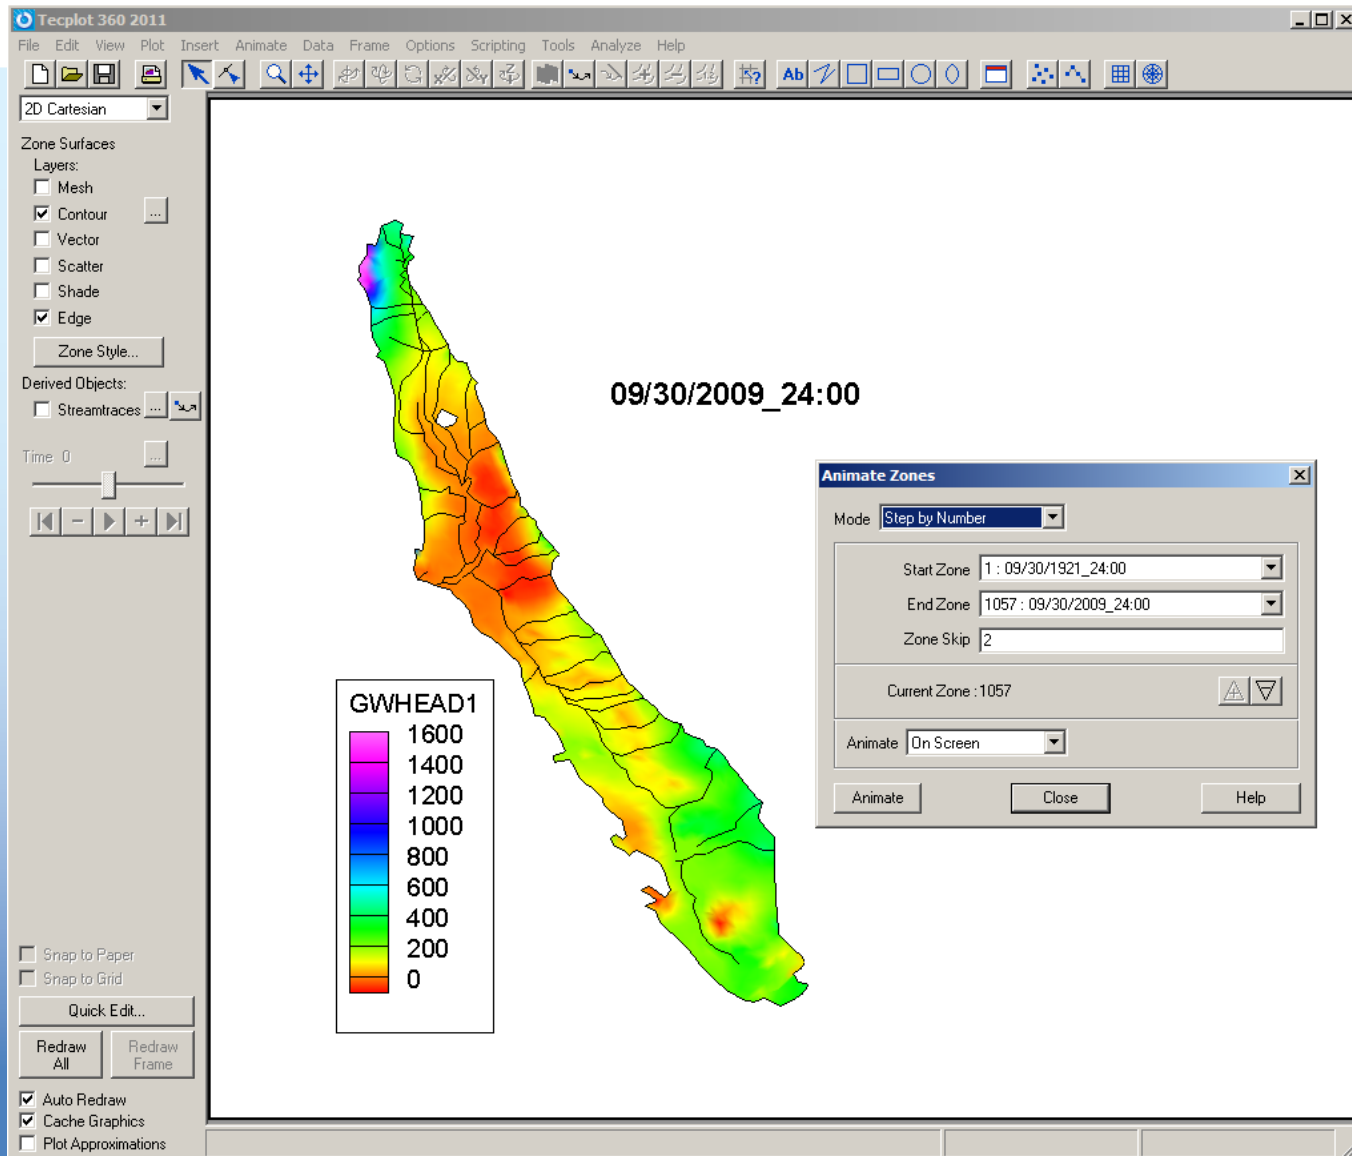 Tecplot 360 2011
File Edit View Plot Insert Animate Data Frame Options Scripting Tools Analyze Help
Ab
2D Cartesian
Zone Surfaces
Layers:
Mesh
Contour ...
Vector
Scatter
Shade
Edge
Zone Style...
Derived Objects:
Streamtraces ...
Time 0 ...
Snap to Paper
Snap to Grid
Quick Edit...
Redraw All
Redraw Frame
Auto Redraw
Cache Graphics
Plot Approximations
09/30/2009_24:00
GWHEAD1
1600
1400
1200
1000
800
600
400
200
0
Animate Zones
Mode Step by Number
Start Zone 1 : 09/30/1921_24:00
End Zone 1057 : 09/30/2009_24:00
Zone Skip 2
Current Zone : 1057
Animate On Screen
Animate Close Help